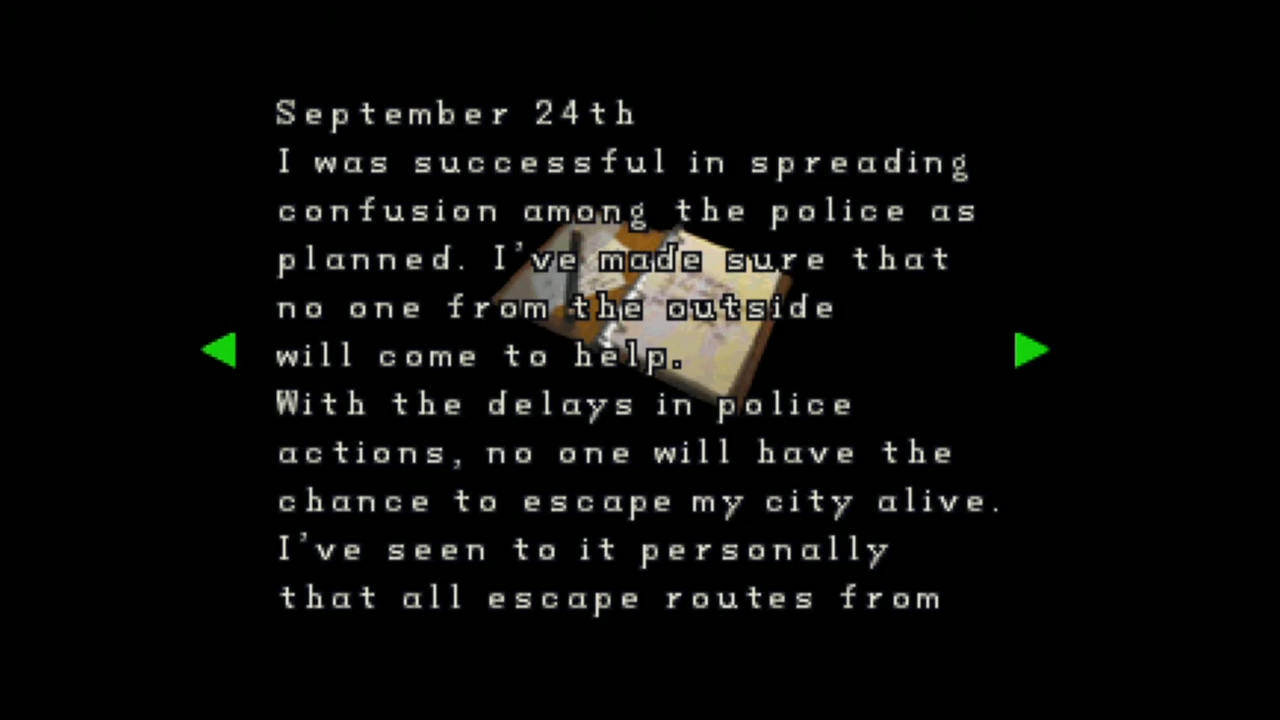 September 24th
I was successful in spreading
confusion among the police as
planned. I've made sure that
no one from the outside
will come to help.
With the delays in police
actions, no one will have the
chance to escape my city alive.
I've seen to it personally
that all escape routes from